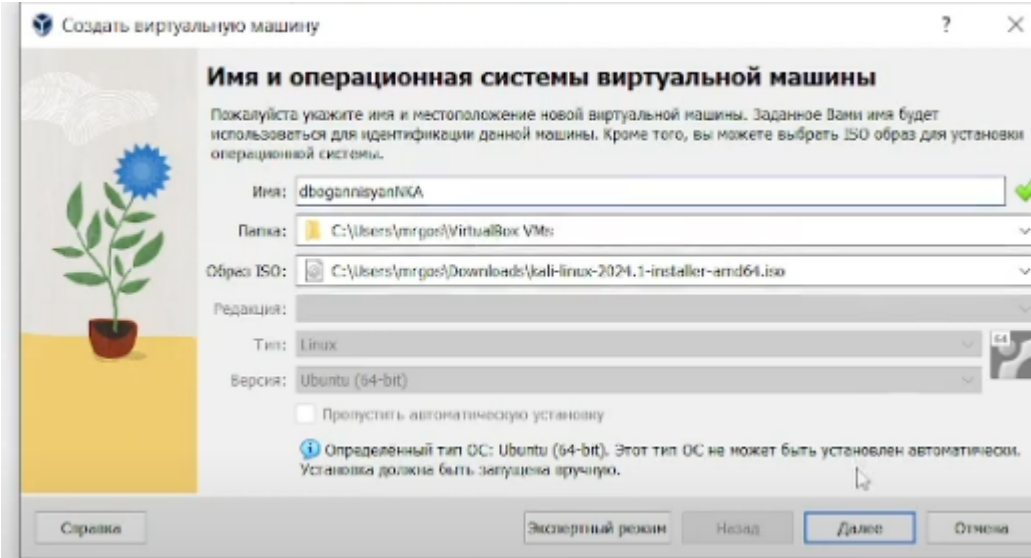 Создать виртуальную машину
?
Имя и операционная системы виртуальной машины
Пожалуйста укажите имя и местоположение новой виртуальной машины. Заданное Вами имя будет
использоваться для идентификации данной машины. Кроме того, вы можете выбрать ISO образ для установки
операционной системы.
Имя: dbogannisyanNKA
Папка: C:\Users\mrgos\VirtualBox VMs
Образ ISO: C:\Users\mrgos\Downloads\kali-linux-2024.1-installer-amd64.iso
Редакция:
Тип: Linux
64
Версия: Ubuntu (64-bit)
Пропустить автоматическую установку
Определённый тип ОС: Ubuntu (64-bit). Этот тип ОС не может быть установлен автоматически.
Установка должна быть запущена вручную.
Справка Экспертный режим Назад Далее Отмена